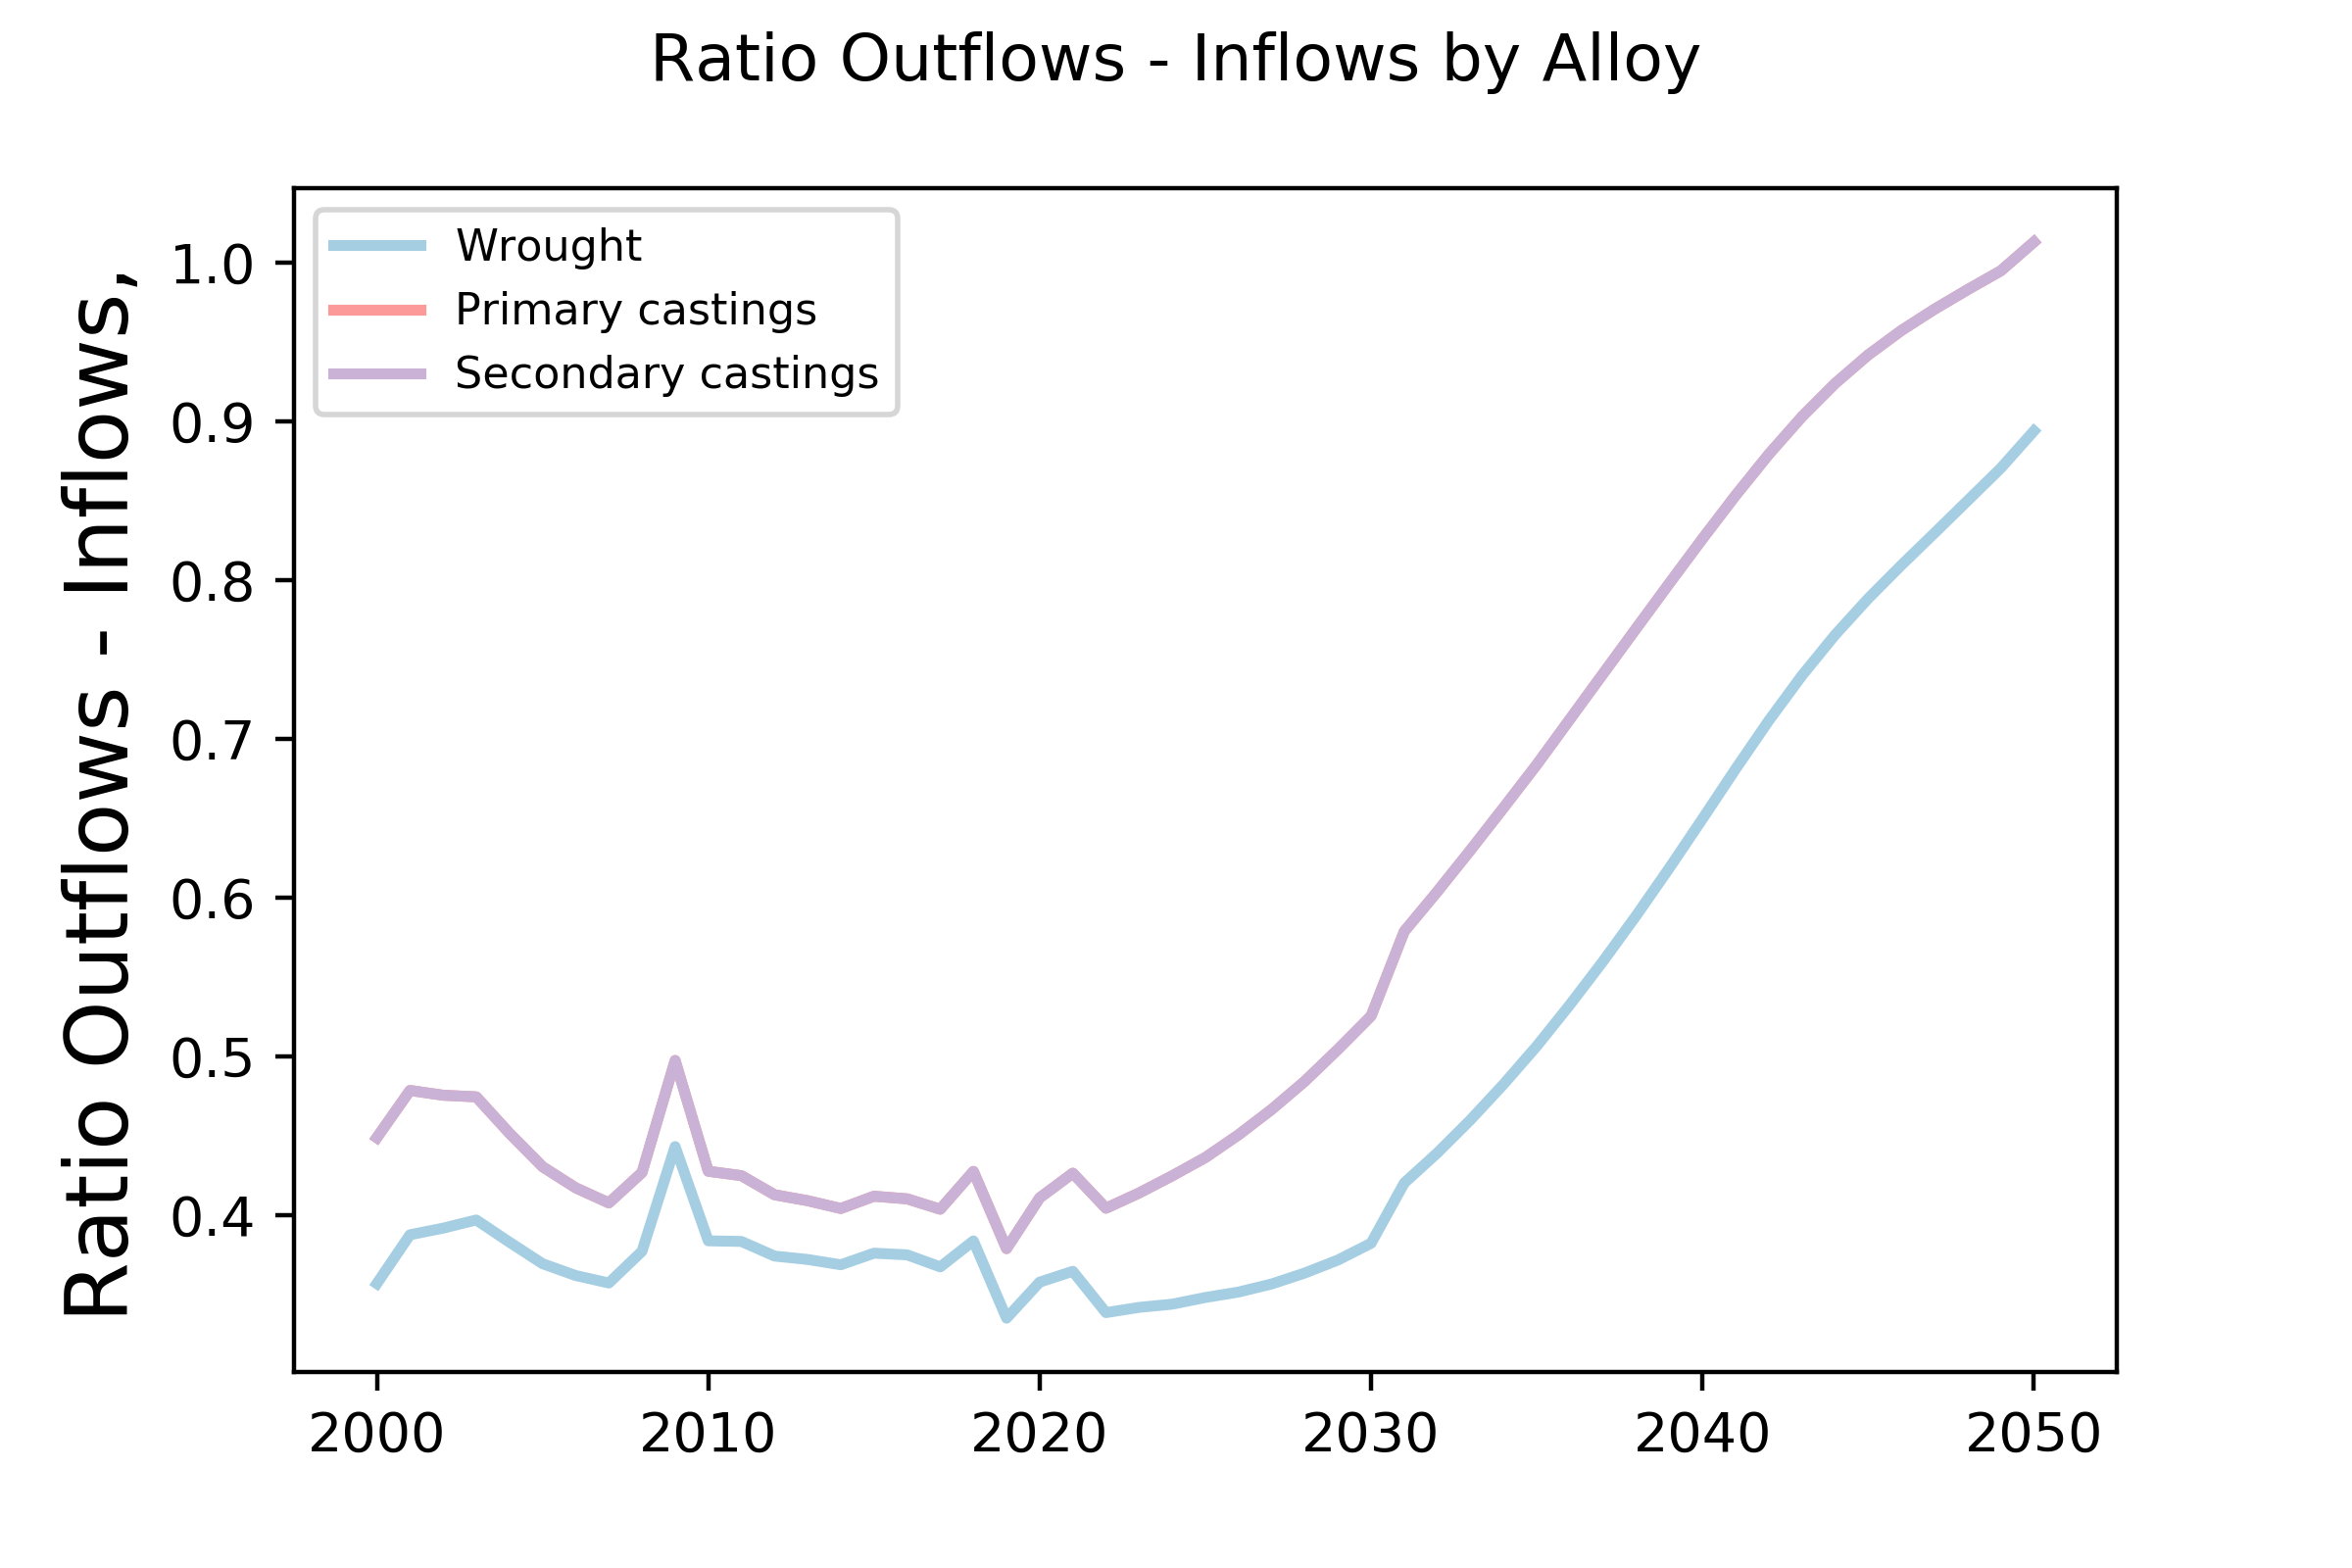 Ratio Outflows - Inflows by Alloy
Ratio Outflows - Inflows,
Wrought
Primary castings
Secondary castings
1.0
0.9
0.8
0.7
0.6
0.5
0.4
2000 2010 2020 2030 2040 2050